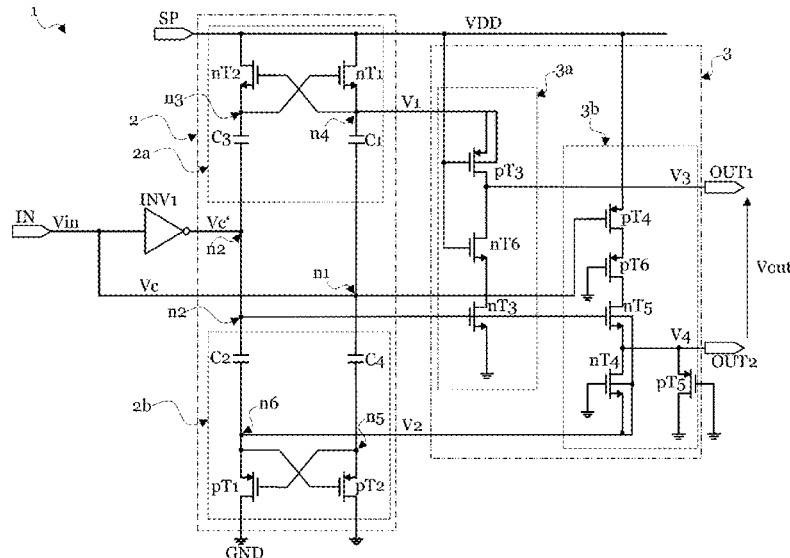 1
SP
VDD
3
nT2
nT1
3a
n3
V1
2
n4
3b
C3
C1
2a
pT3
V3
OUT1
IN
Vin
INV1
Vc'
pT4
n2
nT6
pT6
Vout
Vc
n1
n2
nT3
nT5
V4
OUT2
C2
C4
nT4
pT5
2b
n6
n5
V2
pT1
pT2
GND